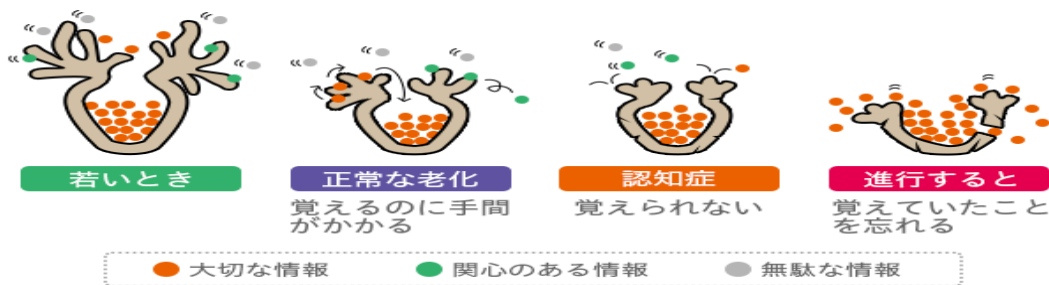 若いとき
正常な老化
認知症
進行すると
覚えるのに手間
がかかる
覚えられない
覚えていたこと
を忘れる
大切な情報
関心のある情報
無駄な情報